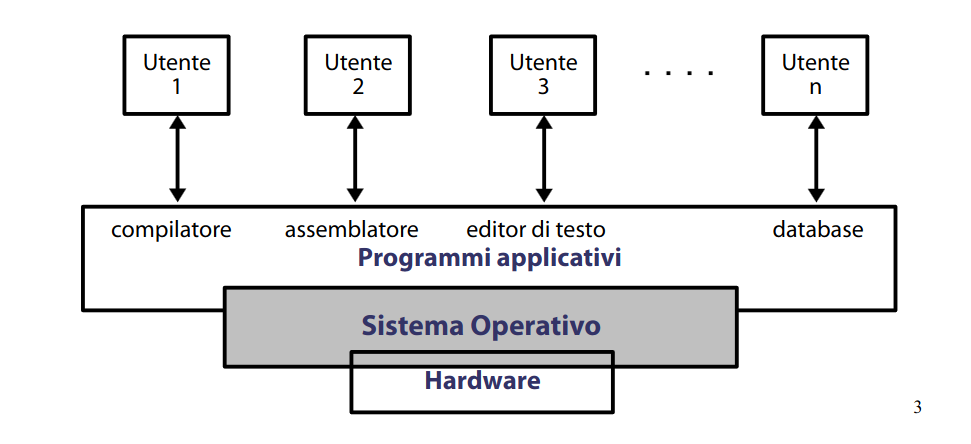 Utente
1
Utente
2
Utente
3
. . . .
Utente
n
compilatore
assemblatore
editor di testo
database
Programmi applicativi
Sistema Operativo
Hardware
3